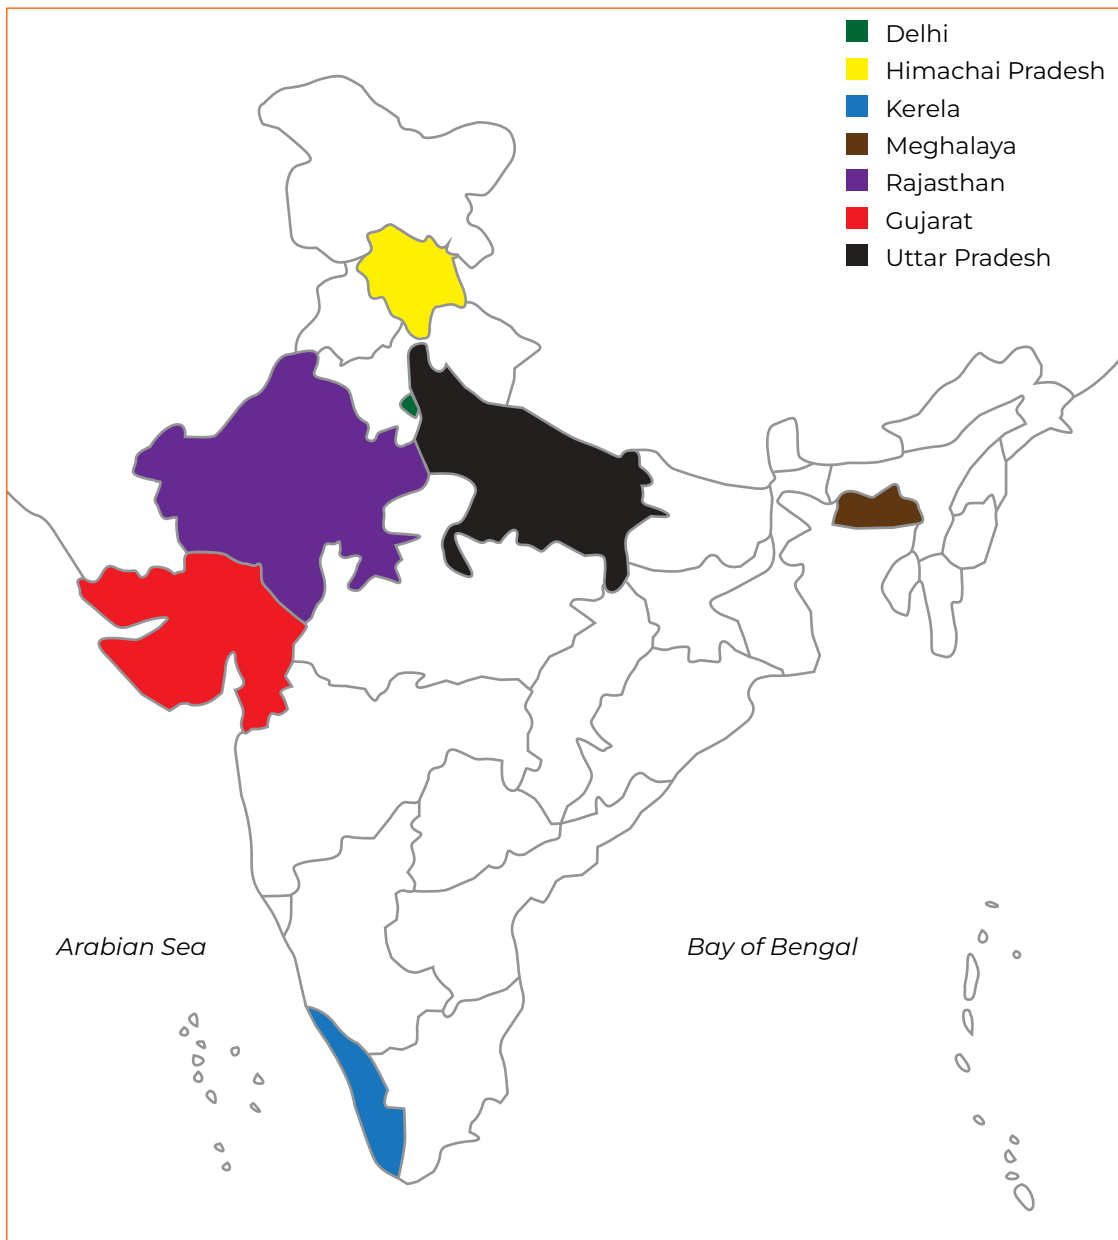 Delhi
Himachai Pradesh
Kerela
Meghalaya
Rajasthan
Gujarat
Uttar Pradesh
Arabian Sea
Bay of Bengal